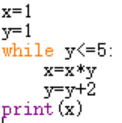 x=1
y=1
while y<=5:
x=x*y
y=y+2
print(x)